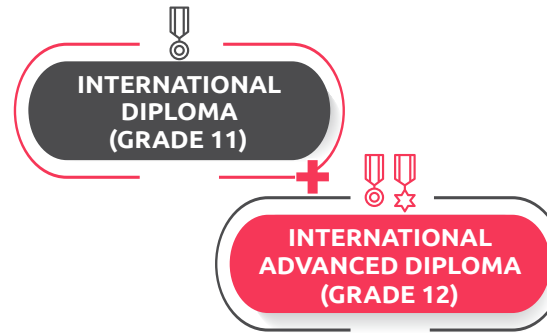 INTERNATIONAL
DIPLOMA
(GRADE 11)
INTERNATIONAL
ADVANCED DIPLOMA
(GRADE 12)